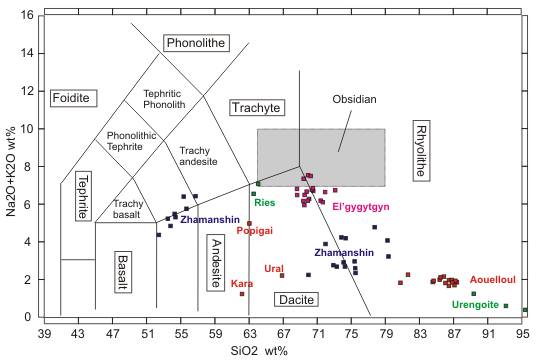 16
14
12
10
8
6
4
2
0
Na2O+K2O wt%
Phonolithe
Foidite
Tephritic
Phonolith
Trachyte
Obsidian
Phonolithic
Tephrite
Trachy
andesite
Rhyolithe
Tephrite
Trachy
basalt
Ries
El'gygytgyn
Zhamanshin
Popigai
Basalt
Andesite
Zhamanshin
Ural
Kara
Dacite
Aouelloul
Urengoite
39 43 47 51 55 59 63 67 71 75 79 83 87 91 95
SiO2 wt%